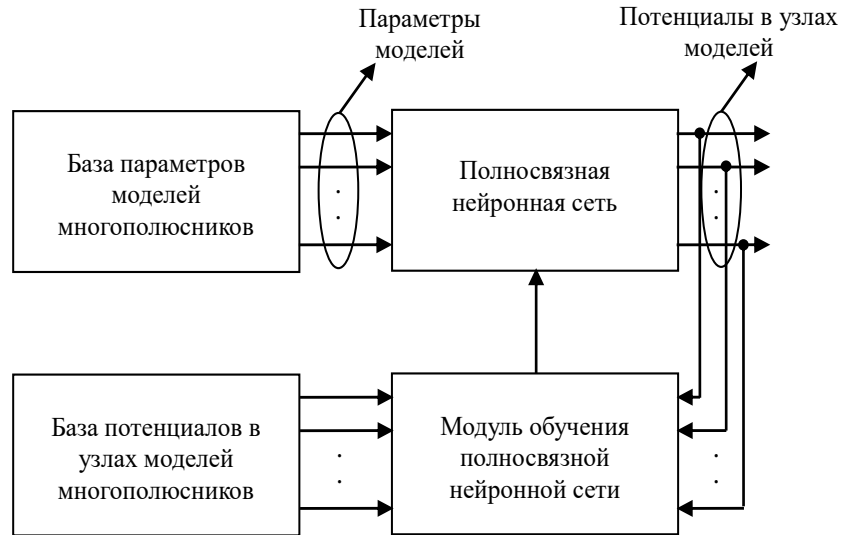 Параметры
моделей
Потенциалы в узлах
моделей
База параметров
моделей
многополюсников
Полносвязная
нейронная сеть
База потенциалов в
узлах моделей
многополюсников
Модуль обучения
полносвязной
нейронной сети